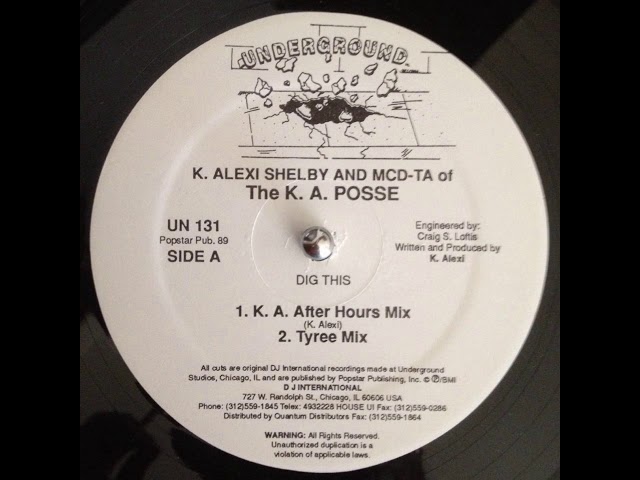 UNDERGROUND
K. ALEXI SHELBY AND MCD-TA of
The K. A. POSSE
UN 131
Popstar Pub. 89
SIDE A
Engineered by:
Craig S. Loftis
Written and Produced by
K. Alexi
DIG THIS
1. K. A. After Hours Mix
(K. Alexi)
2. Tyree Mix
All cuts are original DJ International recordings made at Underground
Studios, Chicago, IL and are published by Popstar Publishing, Inc. © ℗/BMI
D J INTERNATIONAL
727 W. Randolph St., Chicago, IL 60606 USA
Phone: (312)559-1845 Telex: 4932228 HOUSE UI Fax: (312)559-0286
Distributed by Quantum Distributors Fax: (312)559-1864
WARNING: All Rights Reserved.
Unauthorized duplication is a
violation of applicable laws.